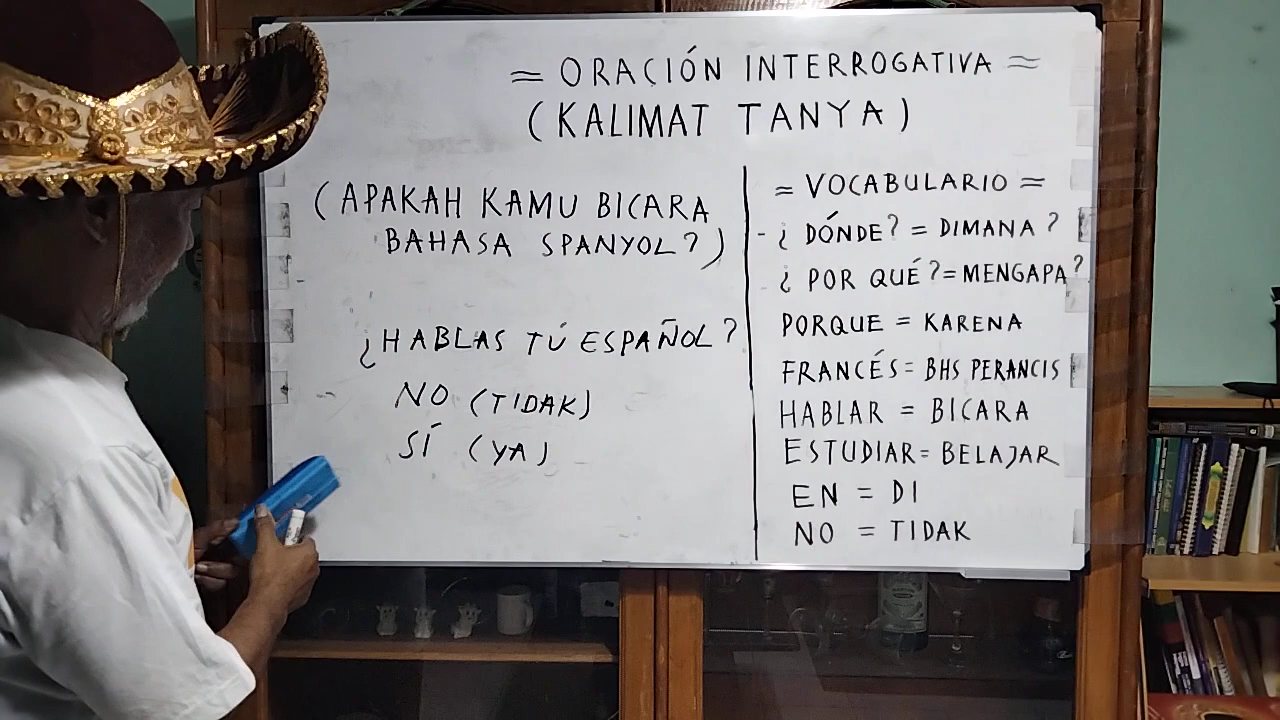 = ORACIÓN INTERROGATIVA =
(KALIMAT TANYA)
(APAKAH KAMU BICARA
BAHASA SPANYOL?)
¿HABLAS TÚ ESPAÑOL?
NO (TIDAK)
SÍ (YA)
= VOCABULARIO =
- ¿DÓNDE? = DIMANA?
¿POR QUÉ? = MENGAPA?
PORQUE = KARENA
FRANCÉS = BHS PERANCIS
HABLAR = BICARA
ESTUDIAR = BELAJAR
EN = DI
NO = TIDAK